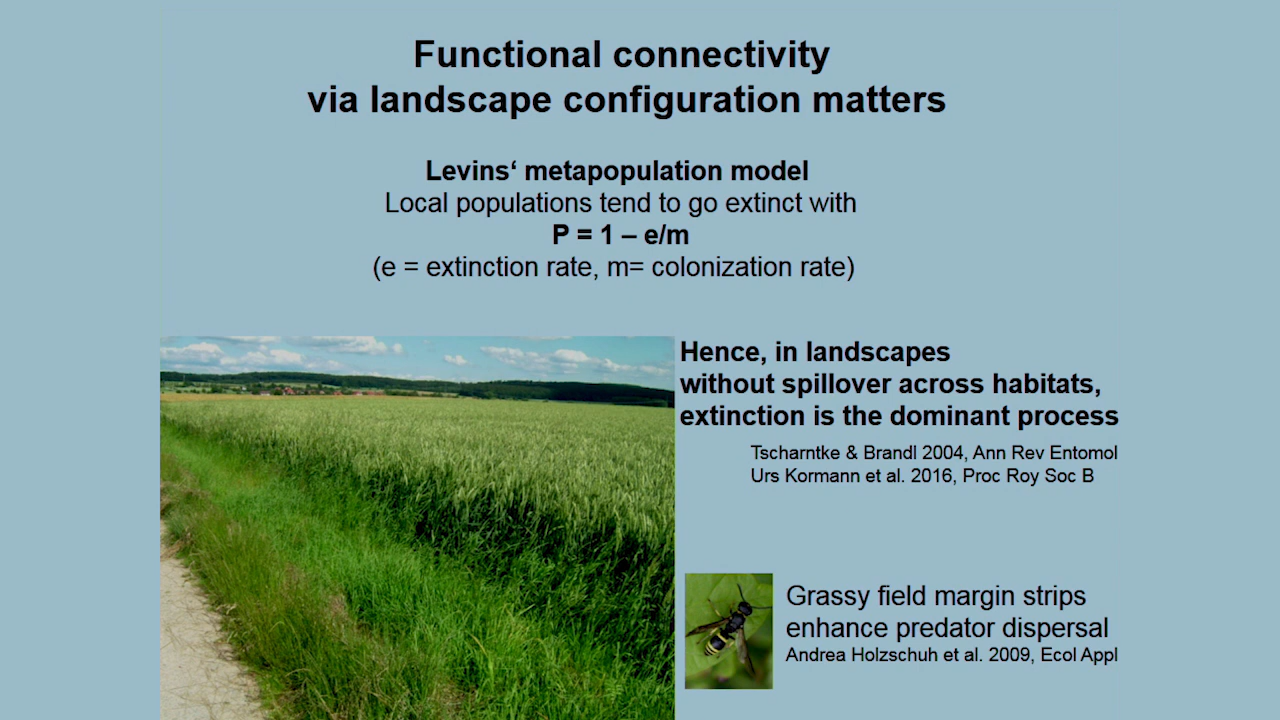 Functional connectivity
via landscape configuration matters
Levins‘ metapopulation model
Local populations tend to go extinct with
P = 1 – e/m
(e = extinction rate, m= colonization rate)
Hence, in landscapes
without spillover across habitats,
extinction is the dominant process
Tscharntke & Brandl 2004, Ann Rev Entomol
Urs Kormann et al. 2016, Proc Roy Soc B
Grassy field margin strips
enhance predator dispersal
Andrea Holzschuh et al. 2009, Ecol Appl